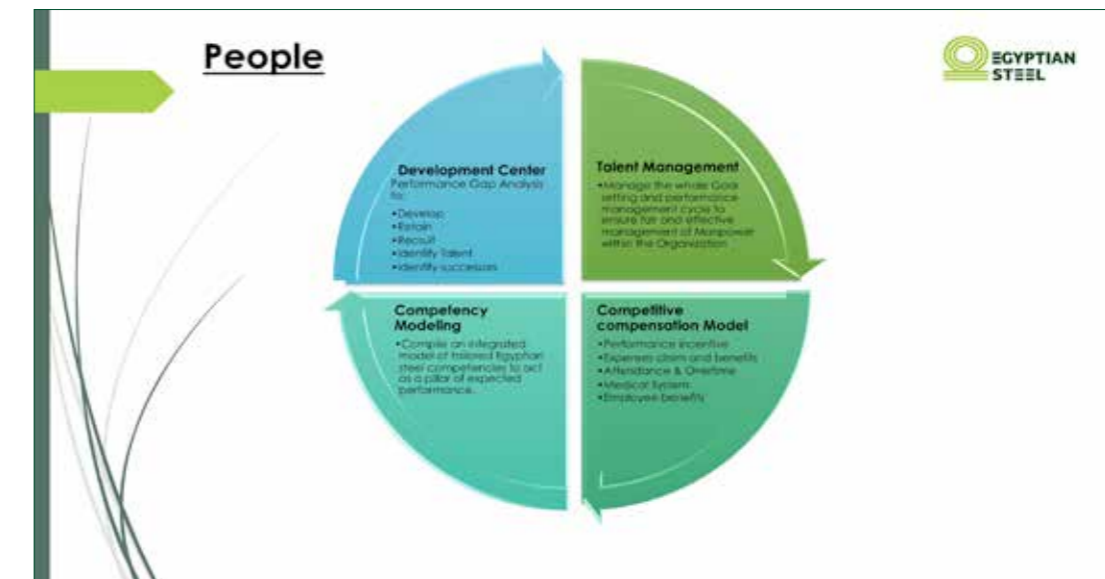 People
EGYPTIAN
STEEL
Development Center
Performance Gap Analysis
to:
•Develop
•Retain
•Recruit
•Identify Talent
•Identify successors
Talent Management
•Manage the whole Goal
setting and performance
management cycle to
ensure fair and effective
management of Manpower
within the Organization
Competency
Modeling
•Compile an integrated
model of tailored Egyptian
steel competencies to act
as a pillar of expected
performance.
Competitive
compensation Model
•Performance incentive
•Expenses claim and benefits
•Attendance & Overtime
•Medical System
•Employee benefits